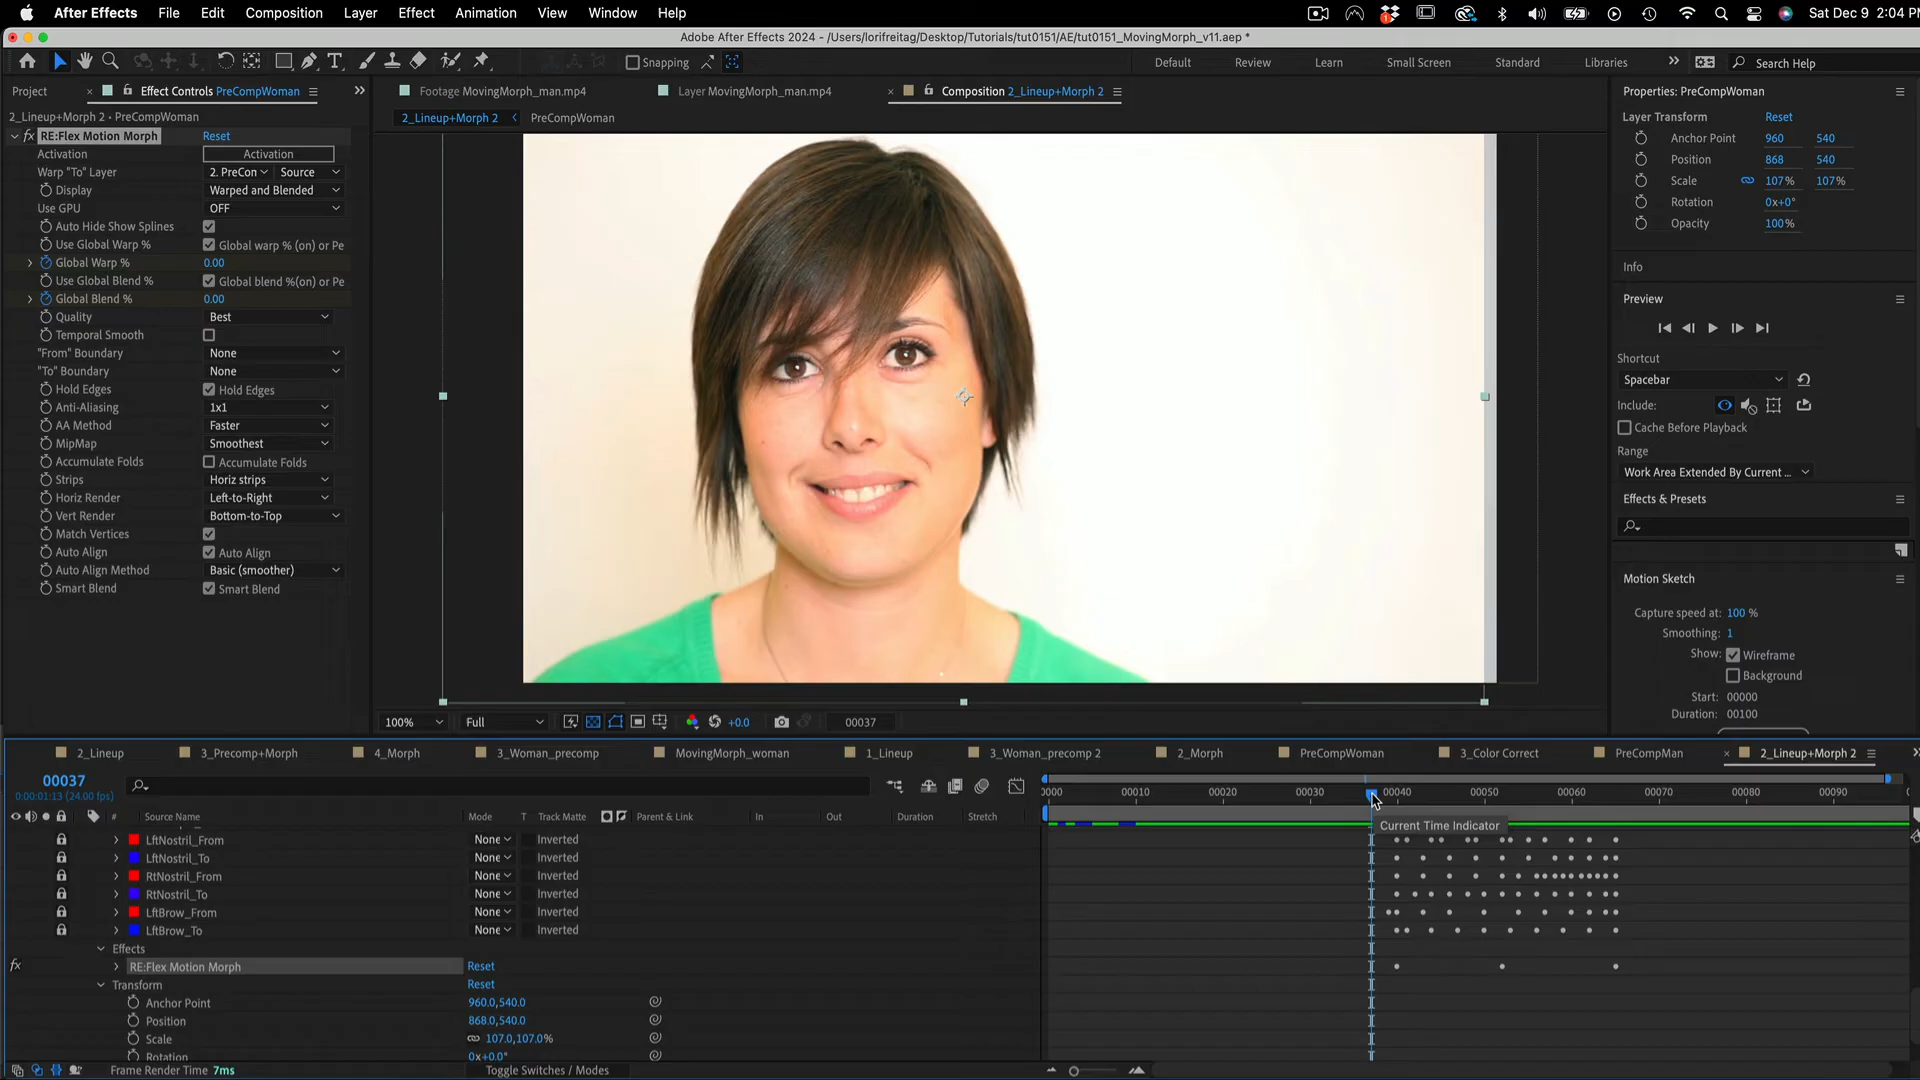 After Effects File Edit Composition Layer Effect Animation View Window Help
Sat Dec 9 2:04 PM
Adobe After Effects 2024 - /Users/lorifreitag/Desktop/Tutorials/tut0151/AE/tut0151_MovingMorph_v11.aep *
Snapping
Default Review Learn Small Screen Standard Libraries
Search Help
Project Effect Controls PreCompWoman
2_Lineup+Morph 2 • PreCompWoman
fx RE:Flex Motion Morph Reset
Activation Activation
Warp "To" Layer 2. PreCon Source
Display Warped and Blended
Use GPU OFF
Auto Hide Show Splines
Use Global Warp % Global warp % (on) or Pe
Global Warp % 0.00
Use Global Blend % Global blend %(on) or Pe
Global Blend % 0.00
Quality Best
Temporal Smooth
"From" Boundary None
"To" Boundary None
Hold Edges Hold Edges
Anti-Aliasing 1x1
AA Method Faster
MipMap Smoothest
Accumulate Folds Accumulate Folds
Strips Horiz strips
Horiz Render Left-to-Right
Vert Render Bottom-to-Top
Match Vertices
Auto Align Auto Align
Auto Align Method Basic (smoother)
Smart Blend Smart Blend
Footage MovingMorph_man.mp4 Layer MovingMorph_man.mp4 Composition 2_Lineup+Morph 2
2_Lineup+Morph 2 PreCompWoman
100% Full +0.0 00037
Properties: PreCompWoman
Layer Transform Reset
Anchor Point 960 540
Position 868 540
Scale 107% 107%
Rotation 0x+0°
Opacity 100%
Info
Preview
Shortcut
Spacebar
Include:
Cache Before Playback
Range
Work Area Extended By Current ...
Effects & Presets
Motion Sketch
Capture speed at: 100 %
Smoothing: 1
Show: Wireframe
Background
Start: 00000
Duration: 00100
2_Lineup 3_Precomp+Morph 4_Morph 3_Woman_precomp MovingMorph_woman 1_Lineup 3_Woman_precomp 2 2_Morph PreCompWoman 3_Color Correct PreCompMan 2_Lineup+Morph 2
00037
0:00:01:13 (24.00 fps)
0000 00010 00020 00030 00040 00050 00060 00070 00080 00090
# Source Name Mode T Track Matte Parent & Link In Out Duration Stretch
Current Time Indicator
LftNostril_From None Inverted
LftNostril_To None Inverted
RtNostril_From None Inverted
RtNostril_To None Inverted
LftBrow_From None Inverted
LftBrow_To None Inverted
Effects
fx RE:Flex Motion Morph Reset
Transform Reset
Anchor Point 960.0,540.0
Position 868.0,540.0
Scale 107.0,107.0%
Rotation 0x+0.0°
Frame Render Time 7ms Toggle Switches / Modes